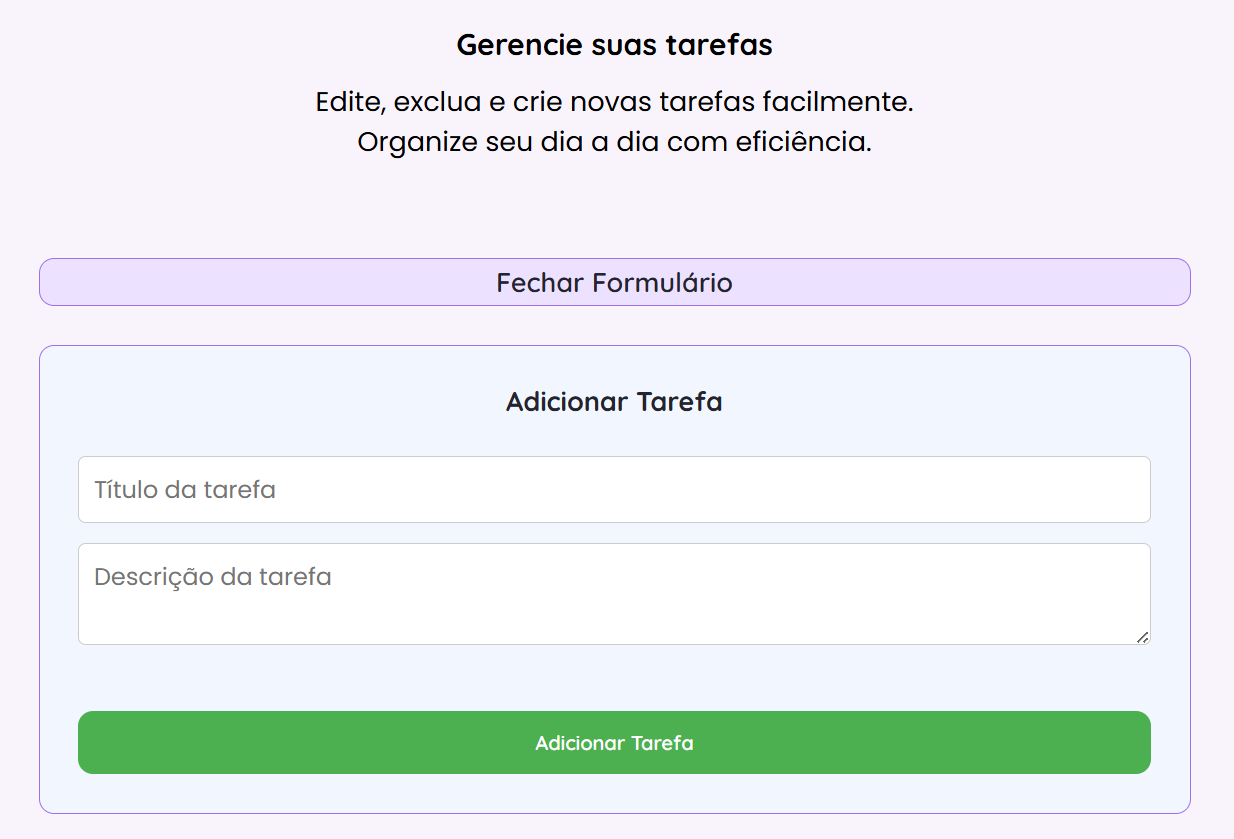 Gerencie suas tarefas
Edite, exclua e crie novas tarefas facilmente.
Organize seu dia a dia com eficiência.
Fechar Formulário
Adicionar Tarefa
Título da tarefa
Descrição da tarefa
Adicionar Tarefa